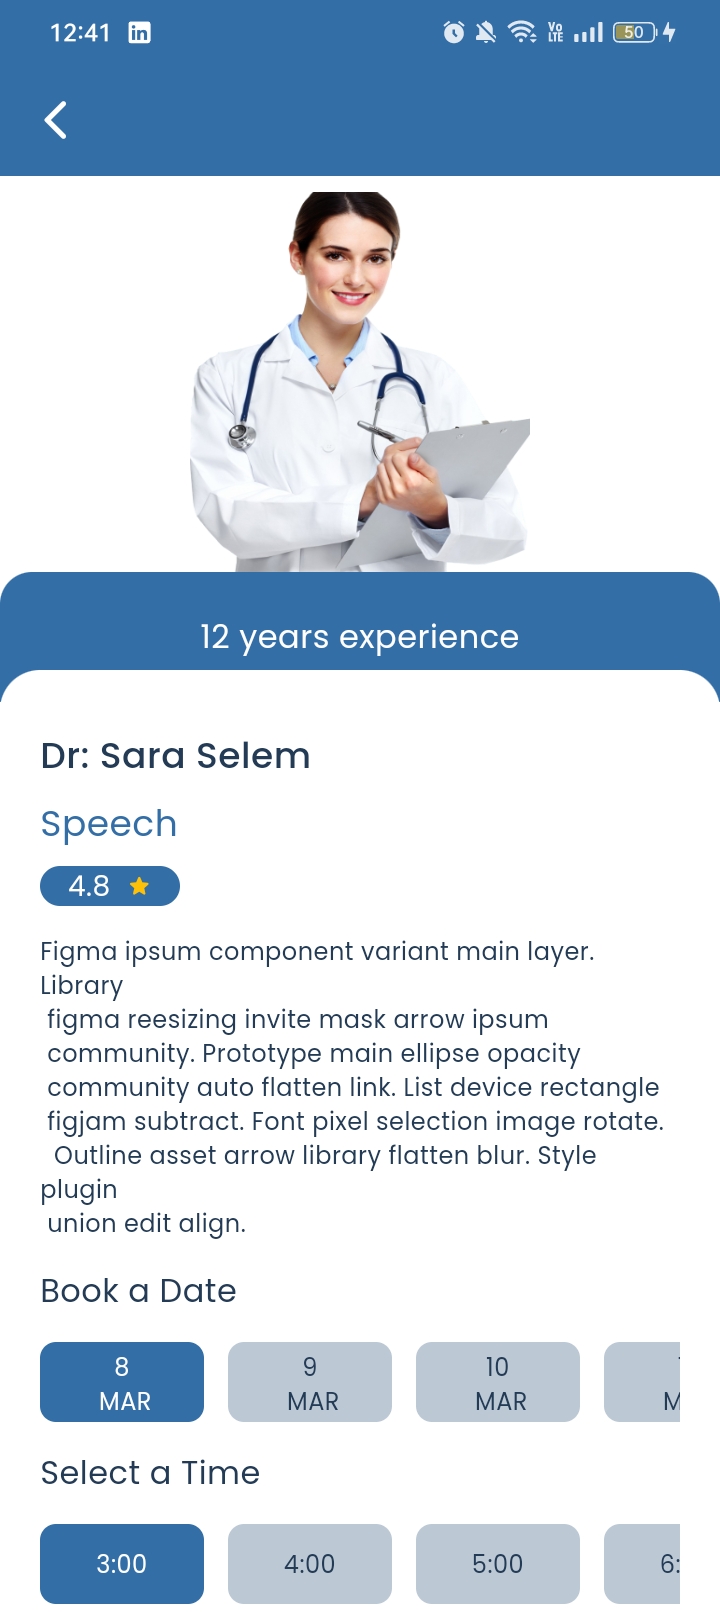 12:41 in Vo LTE 50
12 years experience
Dr: Sara Selem
Speech
4.8
Figma ipsum component variant main layer.
Library
figma reesizing invite mask arrow ipsum
community. Prototype main ellipse opacity
community auto flatten link. List device rectangle
figjam subtract. Font pixel selection image rotate.
Outline asset arrow library flatten blur. Style
plugin
union edit align.
Book a Date
8 9 10
MAR MAR MAR
Select a Time
3:00 4:00 5:00 6: